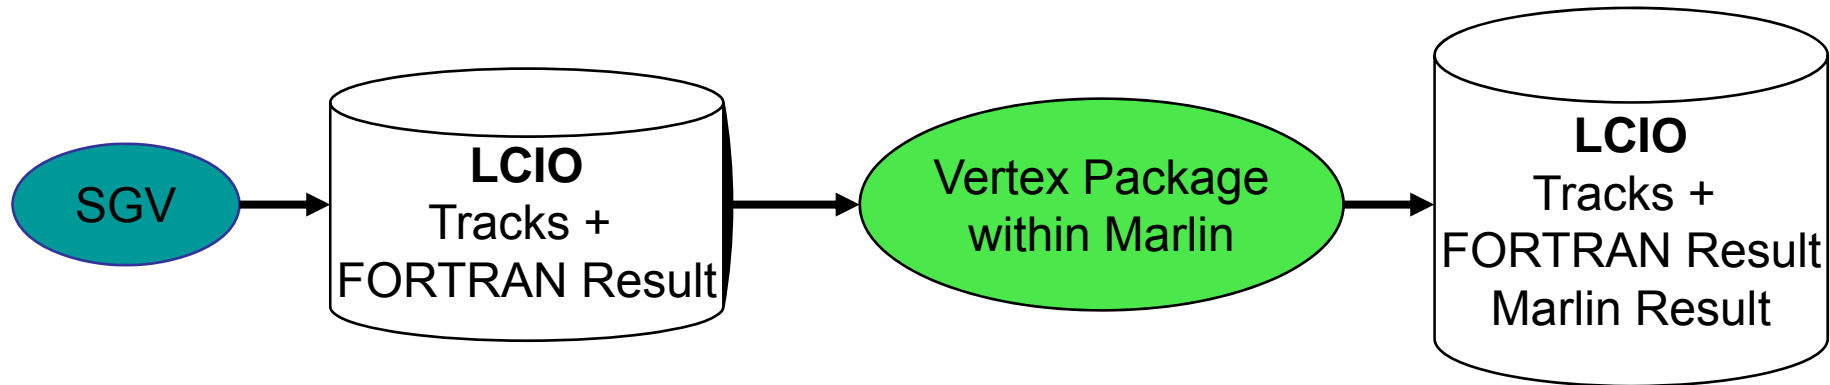 SGV
LCIO
Tracks +
FORTRAN Result
Vertex Package
within Marlin
LCIO
Tracks +
FORTRAN Result
Marlin Result